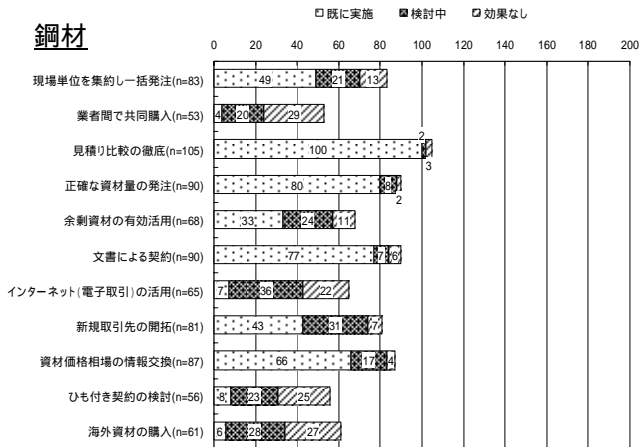 既に実施 検討中 効果なし
鋼材
0 20 40 60 80 100 120 140 160 180 200
現場単位を集約し一括発注(n=83) 49 21 13
業者間で共同購入(n=53) 4 20 29
見積り比較の徹底(n=105) 100 2 3
正確な資材量の発注(n=90) 80 8 2
余剰資材の有効活用(n=68) 33 24 11
文書による契約(n=90) 77 7 6
インターネット(電子取引)の活用(n=65) 7 36 22
新規取引先の開拓(n=81) 43 31 7
資材価格相場の情報交換(n=87) 66 17 4
ひも付き契約の検討(n=56) 8 23 25
海外資材の購入(n=61) 6 28 27